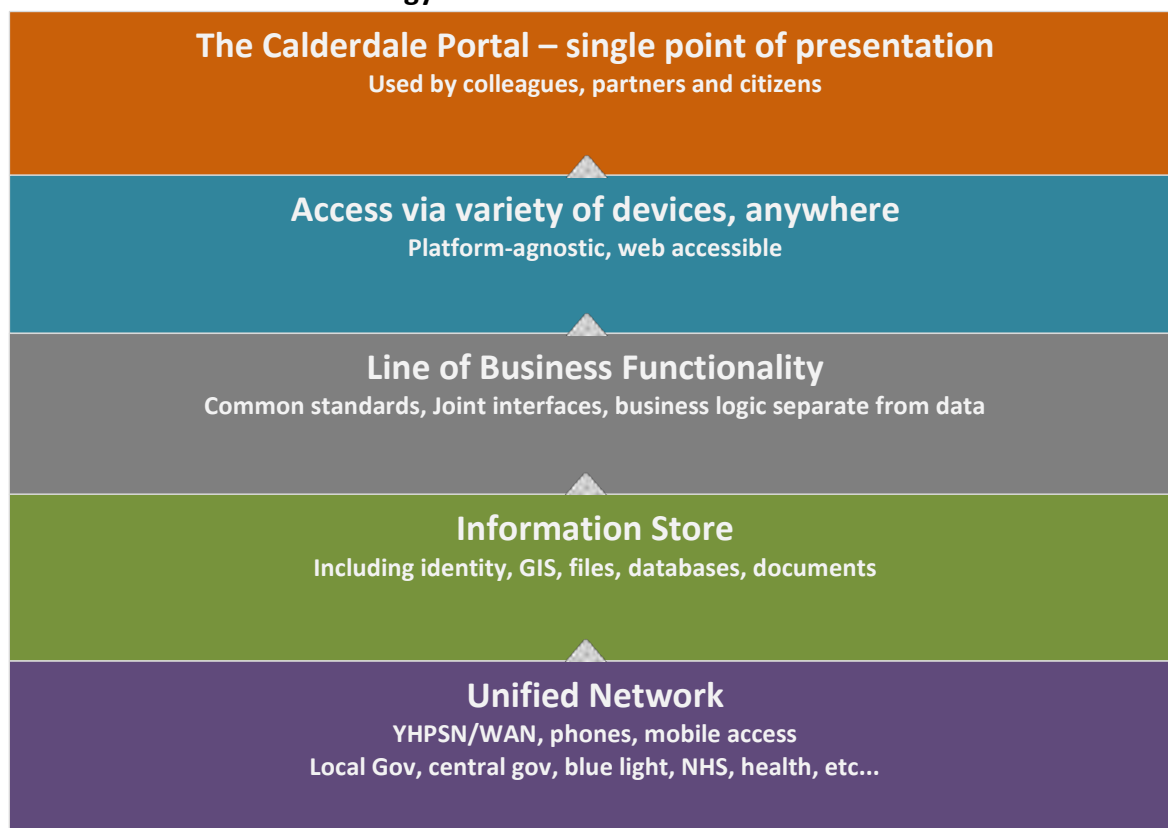 The Calderdale Portal – single point of presentation
Used by colleagues, partners and citizens
Access via variety of devices, anywhere
Platform-agnostic, web accessible
Line of Business Functionality
Common standards, Joint interfaces, business logic separate from data
Information Store
Including identity, GIS, files, databases, documents
Unified Network
YHPSN/WAN, phones, mobile access
Local Gov, central gov, blue light, NHS, health, etc...